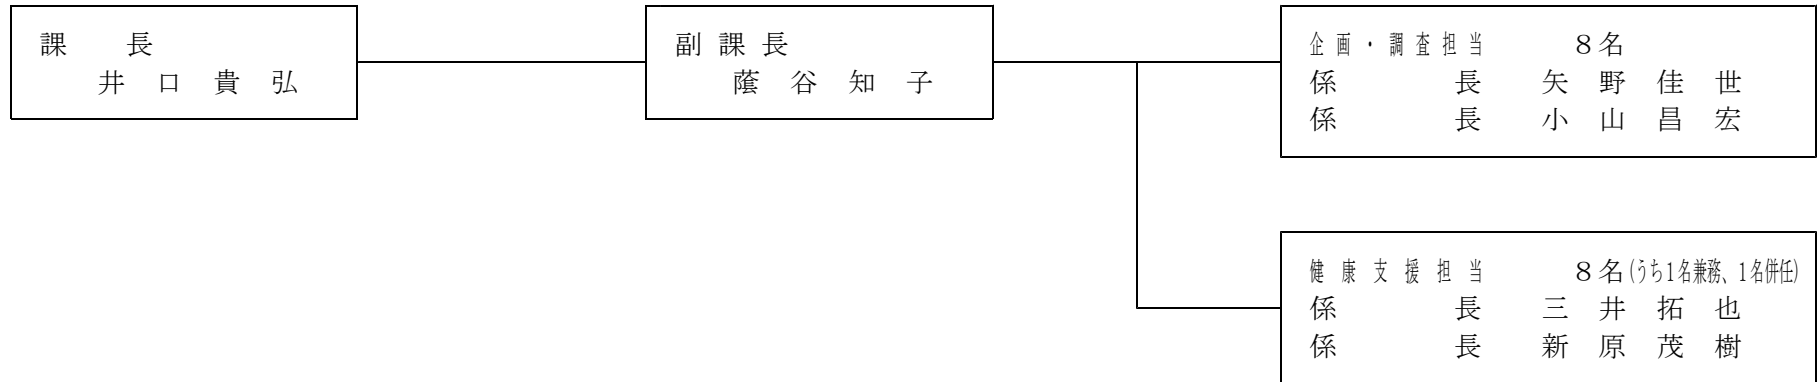 課　　長
井　口　貴　弘
副 課 長
蔭　谷　知　子
企画・調査担当　　８名
係　　　　長　　矢　野　佳　世
係　　　　長　　小　山　昌　宏
健康支援担当　　８名(うち1名兼務、1名併任)
係　　　　長　　三　井　拓　也
係　　　　長　　新　原　茂　樹